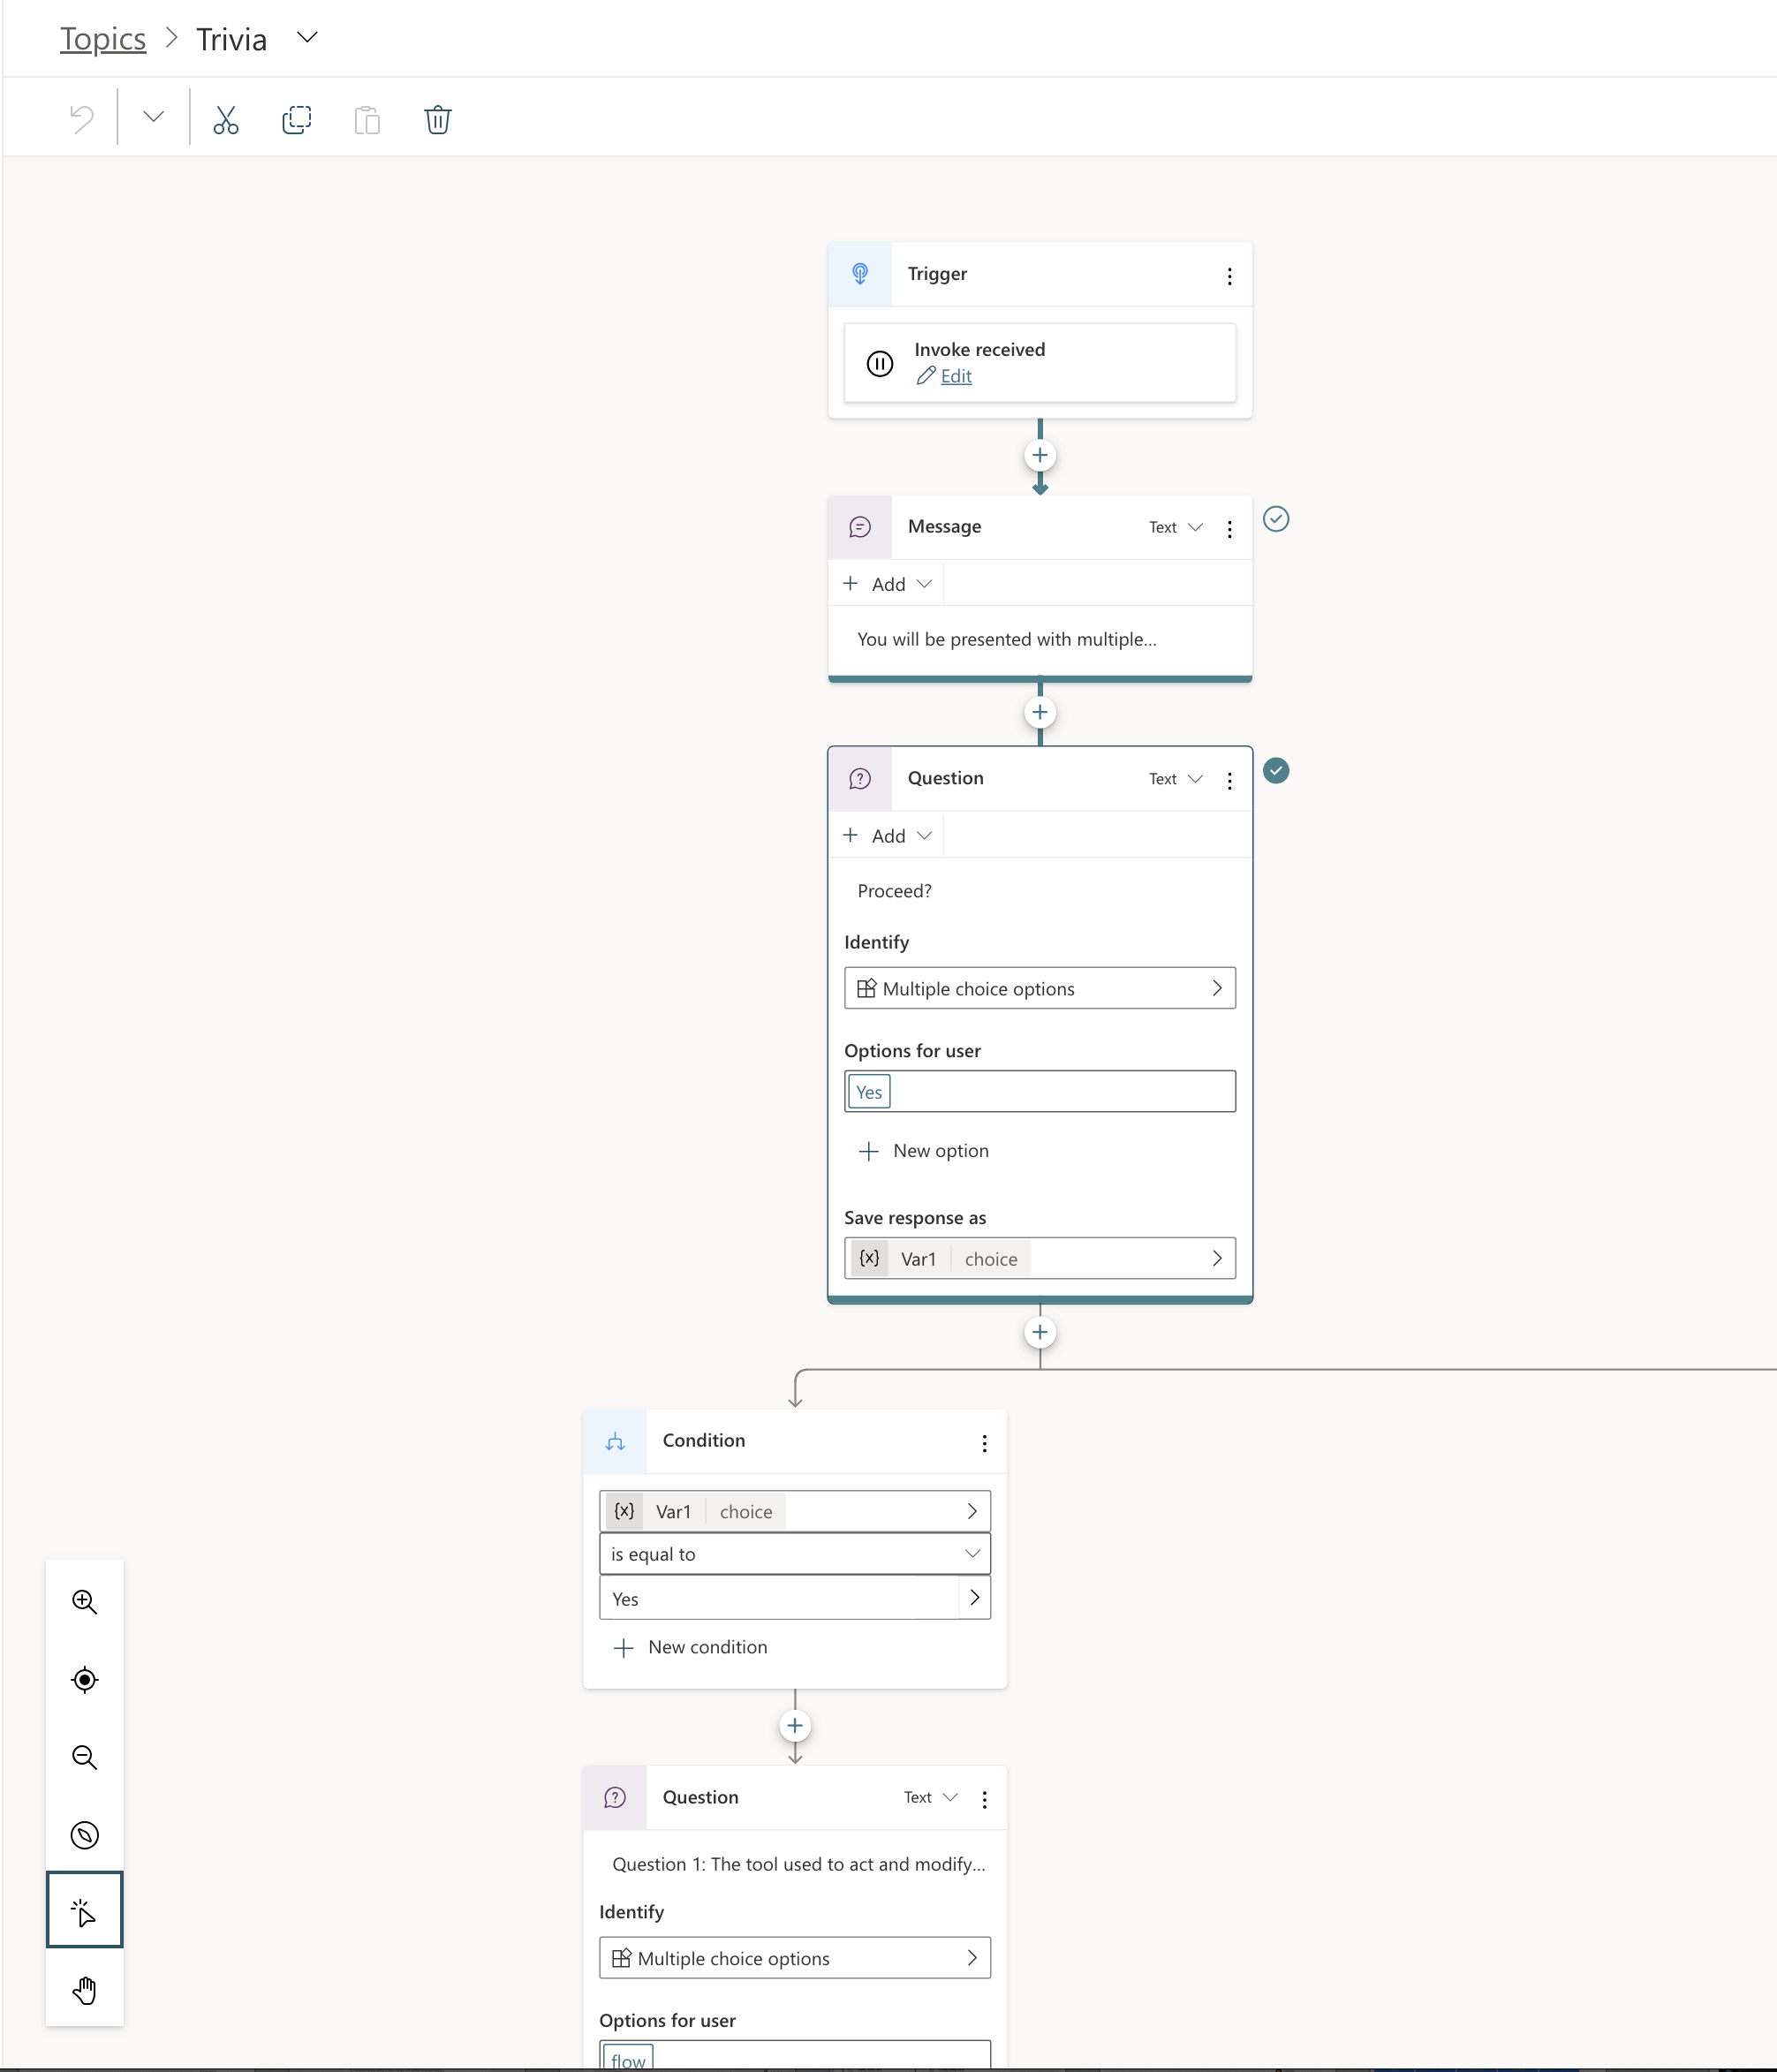 Topics > Trivia
Trigger
Invoke received
Edit
Message Text
+ Add
You will be presented with multiple...
Question Text
+ Add
Proceed?
Identify
Multiple choice options
Options for user
Yes
+ New option
Save response as
{x} Var1 choice
Condition
{x} Var1 choice
is equal to
Yes
+ New condition
Question Text
Question 1: The tool used to act and modify...
Identify
Multiple choice options
Options for user
flow